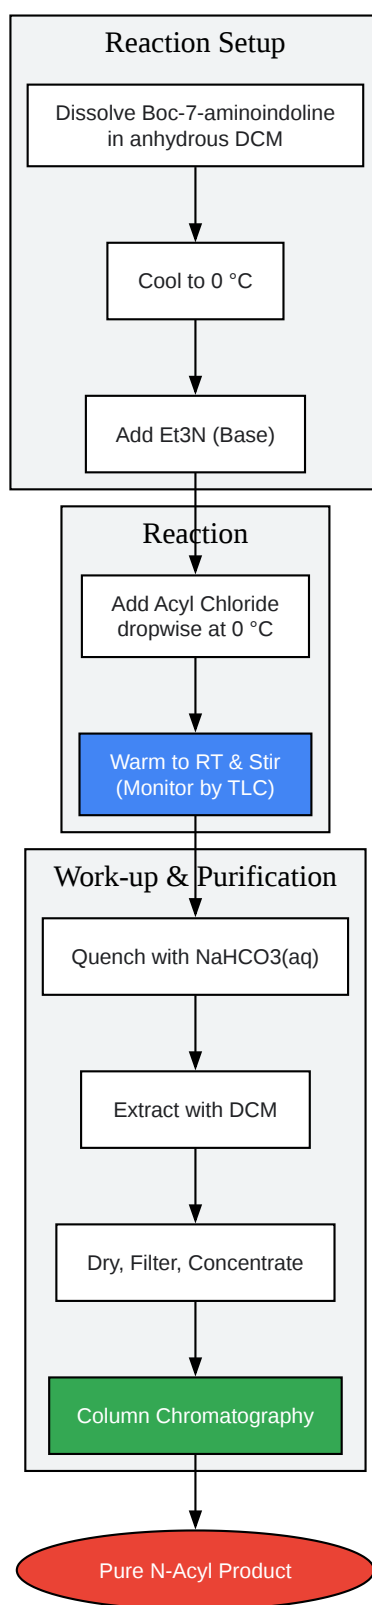 Reaction Setup
Dissolve Boc-7-aminoindoline
in anhydrous DCM
Cool to 0 °C
Add Et3N (Base)
Reaction
Add Acyl Chloride
dropwise at 0 °C
Warm to RT & Stir
(Monitor by TLC)
Work-up & Purification
Quench with NaHCO3(aq)
Extract with DCM
Dry, Filter, Concentrate
Column Chromatography
Pure N-Acyl Product